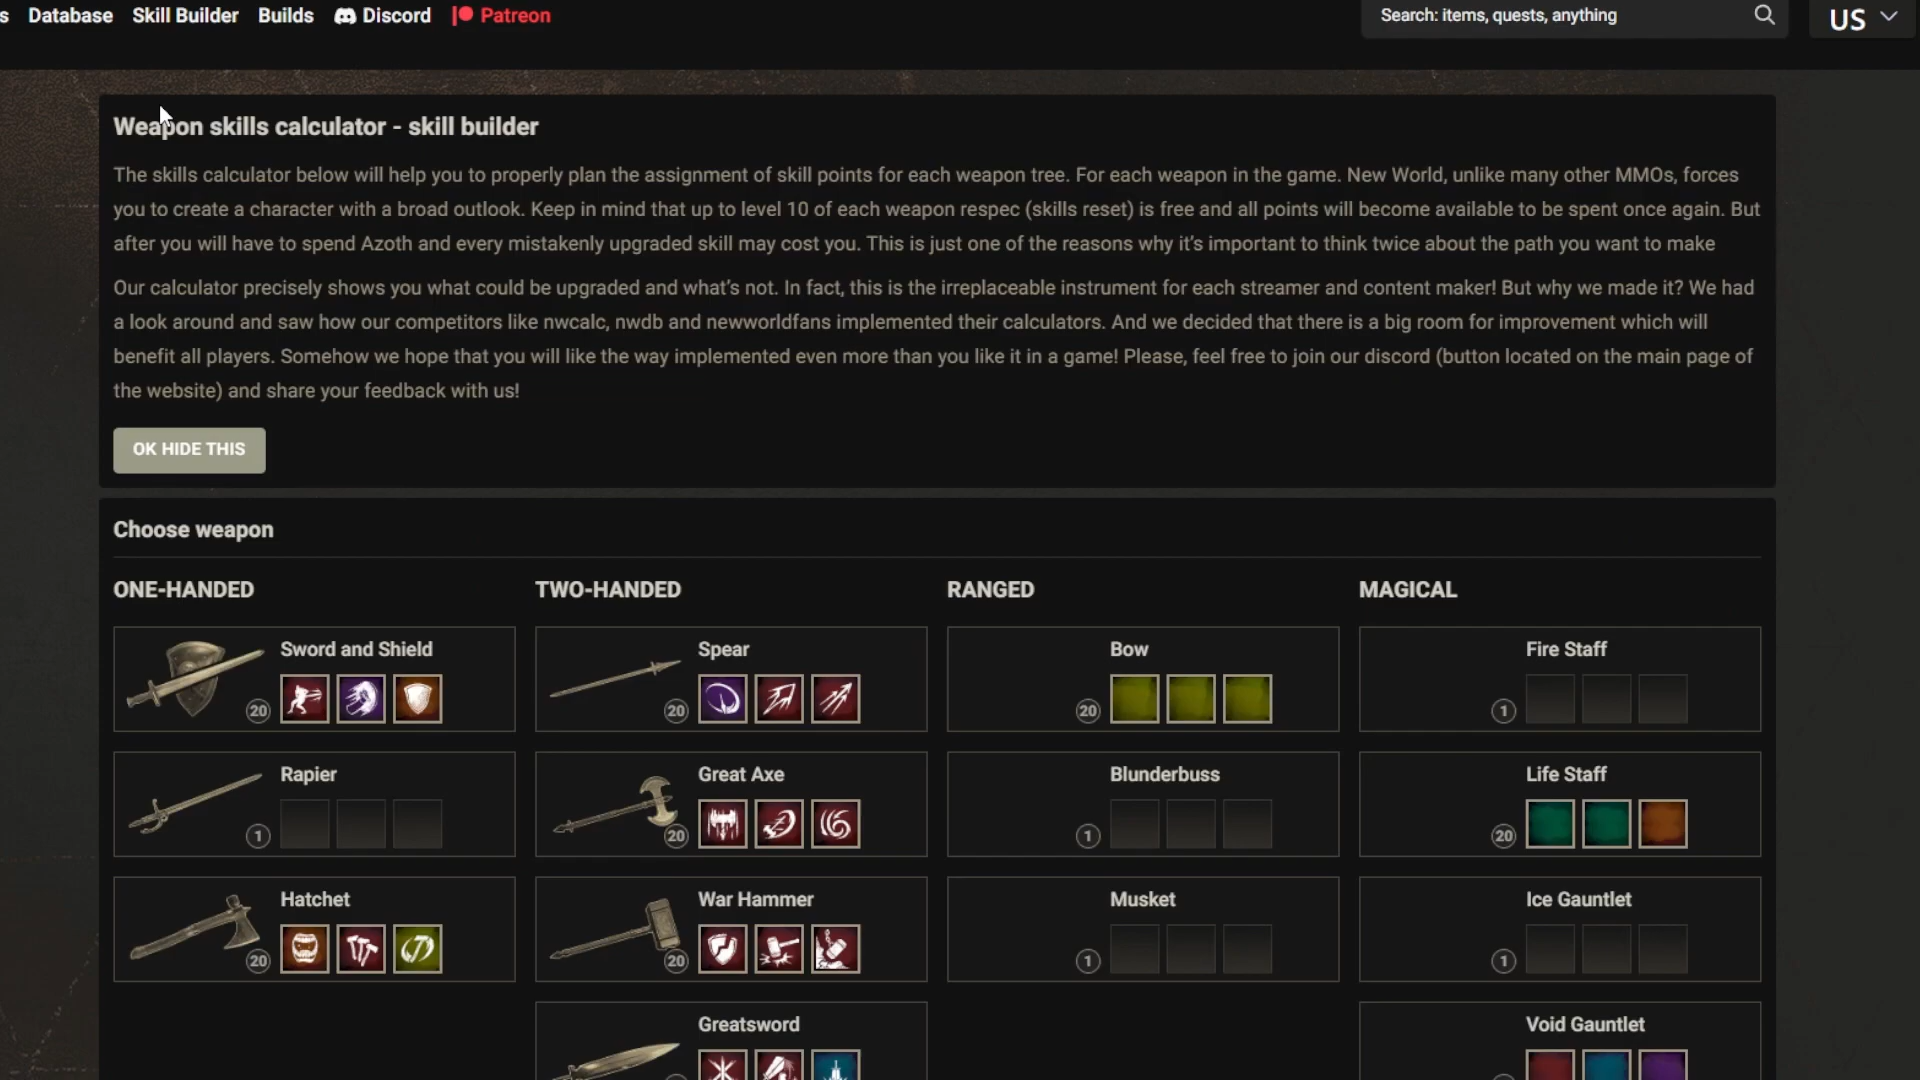 s Database Skill Builder Builds Discord Patreon Search: items, quests, anything US
Weapon skills calculator - skill builder
The skills calculator below will help you to properly plan the assignment of skill points for each weapon tree. For each weapon in the game. New World, unlike many other MMOs, forces
you to create a character with a broad outlook. Keep in mind that up to level 10 of each weapon respec (skills reset) is free and all points will become available to be spent once again. But
after you will have to spend Azoth and every mistakenly upgraded skill may cost you. This is just one of the reasons why it's important to think twice about the path you want to make
Our calculator precisely shows you what could be upgraded and what's not. In fact, this is the irreplaceable instrument for each streamer and content maker! But why we made it? We had
a look around and saw how our competitors like nwcalc, nwdb and newworldfans implemented their calculators. And we decided that there is a big room for improvement which will
benefit all players. Somehow we hope that you will like the way implemented even more than you like it in a game! Please, feel free to join our discord (button located on the main page of
the website) and share your feedback with us!
OK HIDE THIS
Choose weapon
ONE-HANDED TWO-HANDED RANGED MAGICAL
Sword and Shield Spear Bow Fire Staff
20 20 20 1
Rapier Great Axe Blunderbuss Life Staff
1 20 1 20
Hatchet War Hammer Musket Ice Gauntlet
20 20 1 1
Greatsword Void Gauntlet